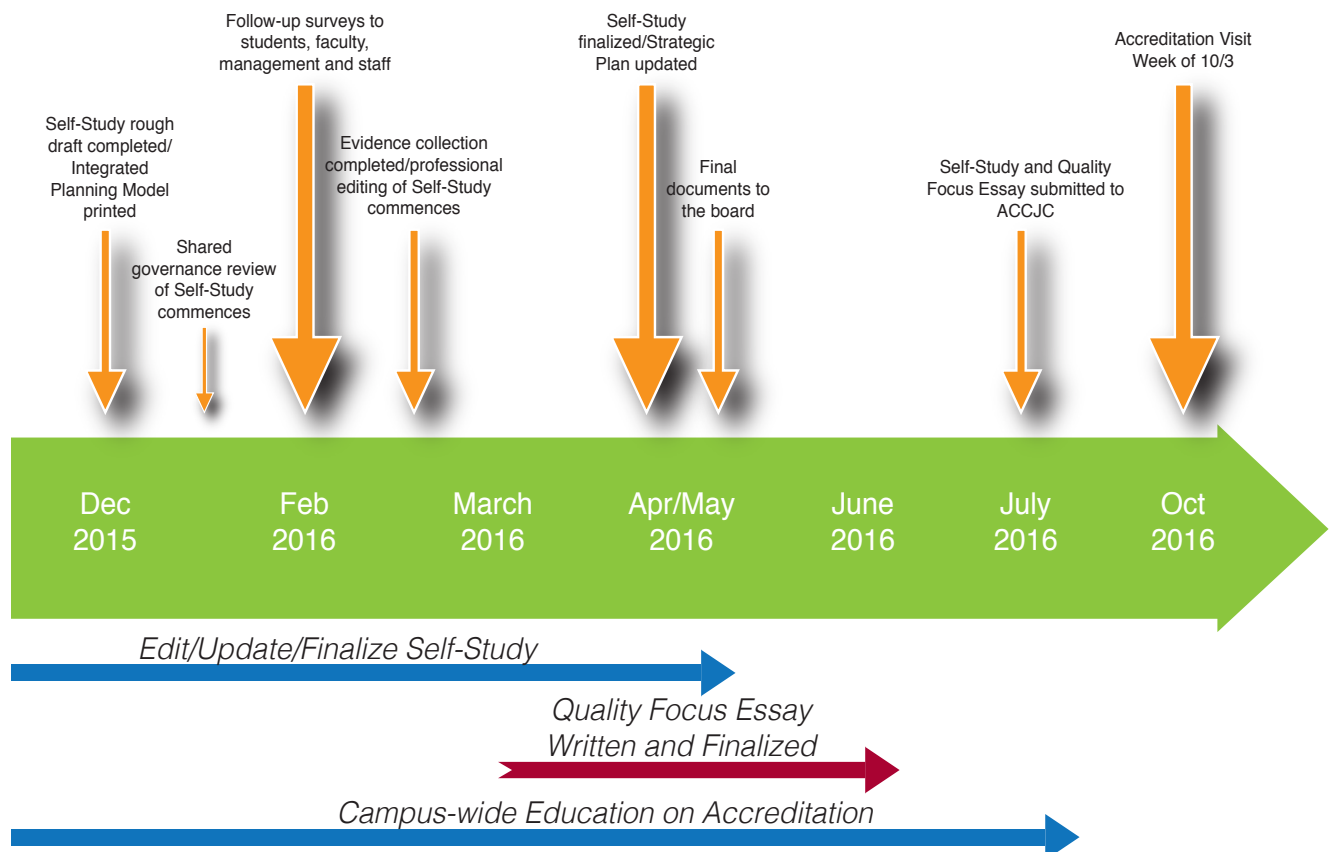 Follow-up surveys to
students, faculty,
management and staff
Self-Study
finalized/Strategic
Plan updated
Accreditation Visit
Week of 10/3
Self-Study rough
draft completed/
Integrated
Planning Model
printed
Evidence collection
completed/professional
editing of Self-Study
commences
Final
documents to
the board
Self-Study and Quality
Focus Essay submitted to
ACCJC
Shared
governance review
of Self-Study
commences
Dec
2015
Feb
2016
March
2016
Apr/May
2016
June
2016
July
2016
Oct
2016
Edit/Update/Finalize Self-Study
Quality Focus Essay
Written and Finalized
Campus-wide Education on Accreditation